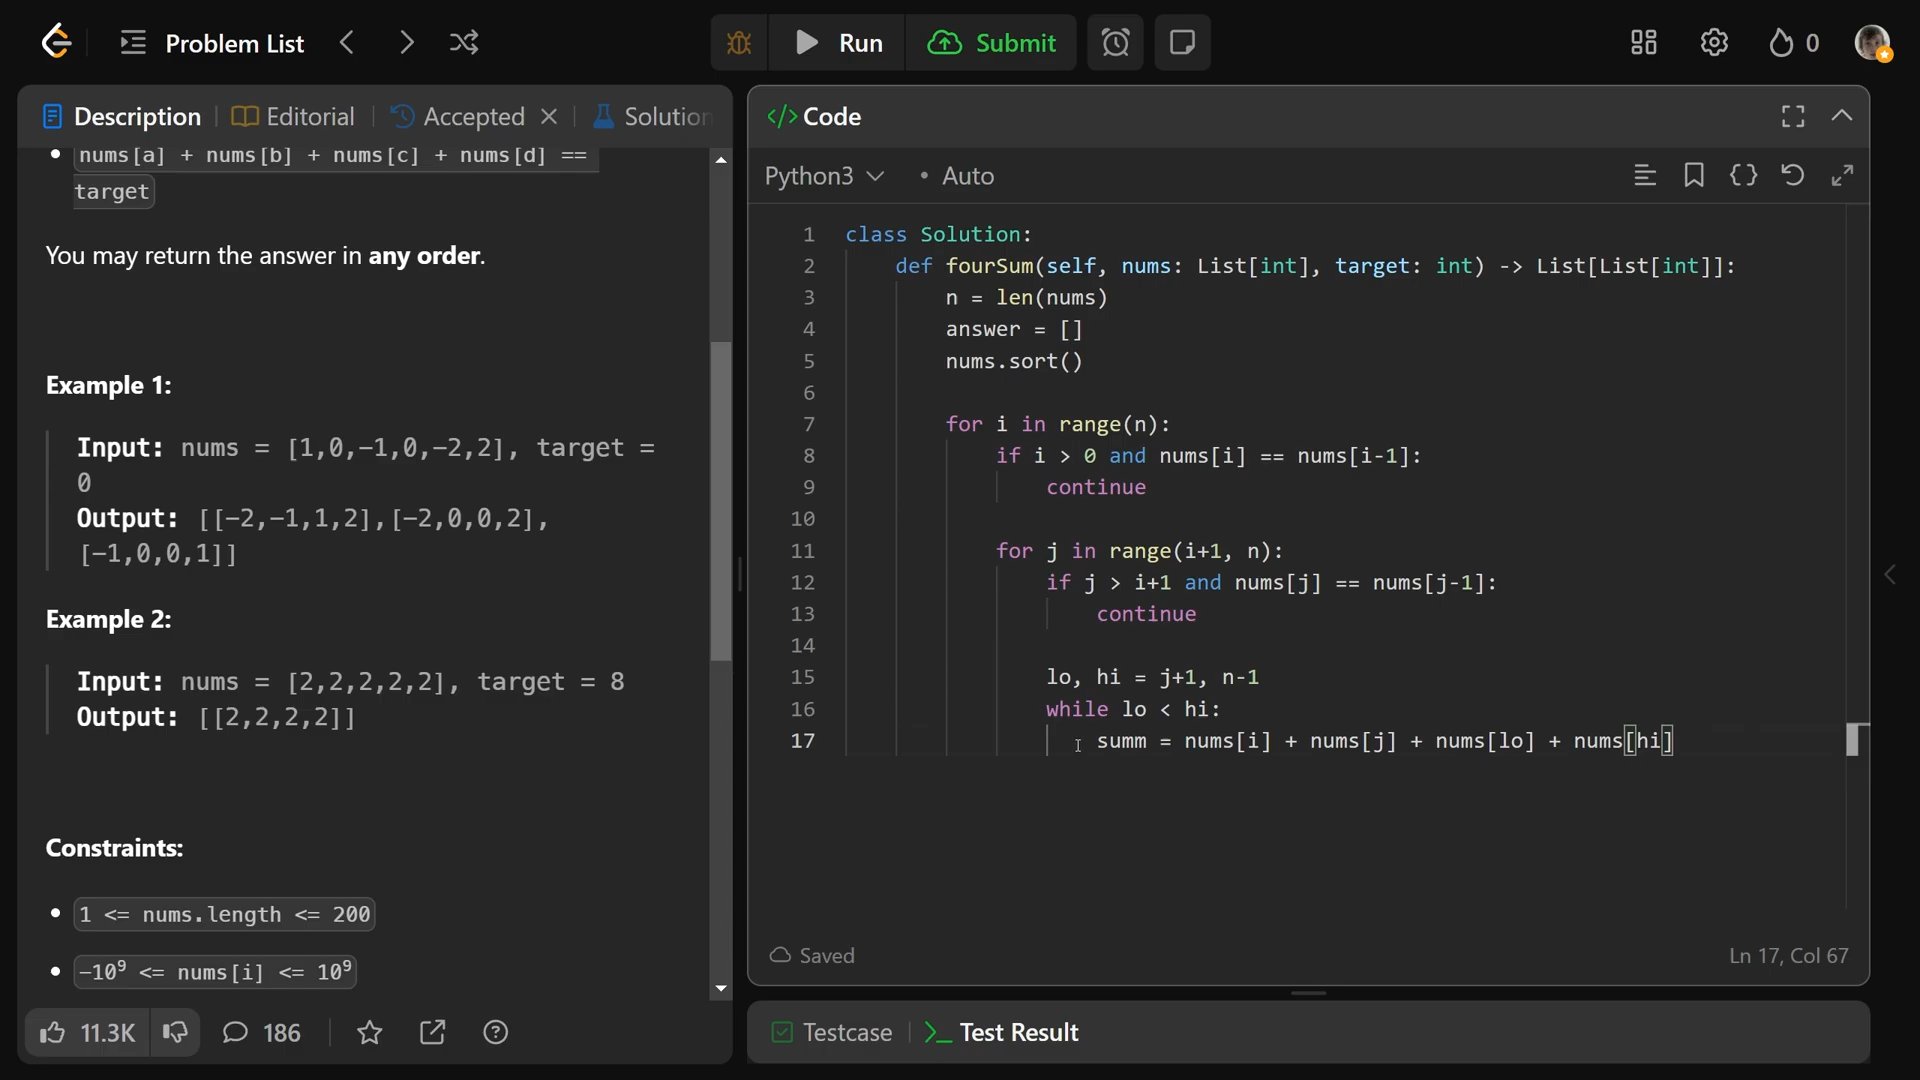 Problem List
Run
Submit
0
Description
Editorial
Accepted
Solution
nums[a] + nums[b] + nums[c] + nums[d] ==
target
You may return the answer in any order.
Example 1:
Input: nums = [1,0,-1,0,-2,2], target =
0
Output: [[-2,-1,1,2],[-2,0,0,2],
[-1,0,0,1]]
Example 2:
Input: nums = [2,2,2,2,2], target = 8
Output: [[2,2,2,2]]
Constraints:
1 <= nums.length <= 200
-10⁹ <= nums[i] <= 10⁹
11.3K
186
</> Code
Python3
• Auto
1 class Solution:
2 def fourSum(self, nums: List[int], target: int) -> List[List[int]]:
3 n = len(nums)
4 answer = []
5 nums.sort()
6
7 for i in range(n):
8 if i > 0 and nums[i] == nums[i-1]:
9 continue
10
11 for j in range(i+1, n):
12 if j > i+1 and nums[j] == nums[j-1]:
13 continue
14
15 lo, hi = j+1, n-1
16 while lo < hi:
17 summ = nums[i] + nums[j] + nums[lo] + nums[hi]
Saved
Ln 17, Col 67
Testcase
Test Result